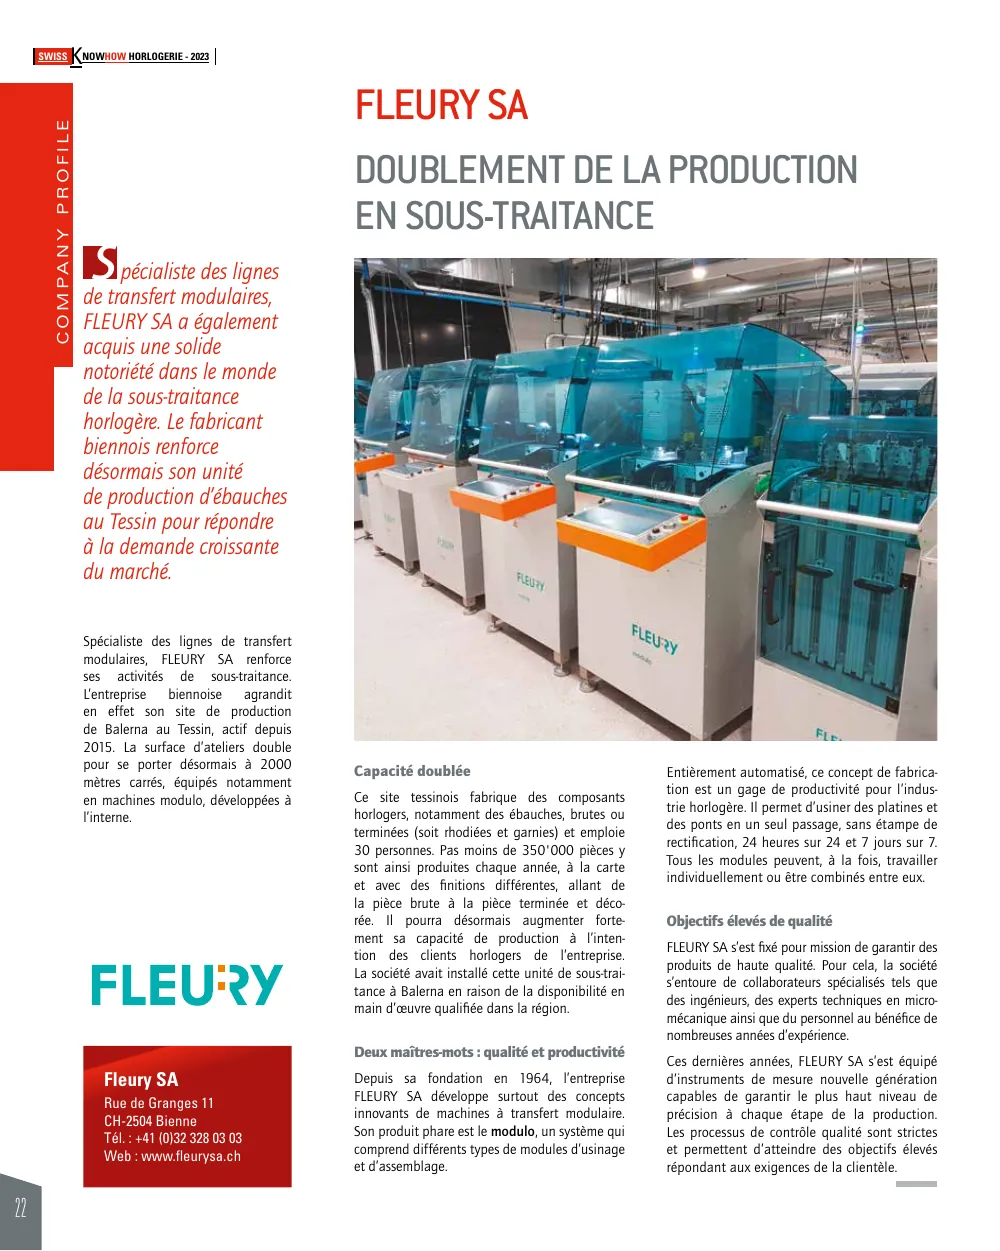 SWISS KNOWHOW HORLOGERIE - 2023
COMPANY PROFILE
FLEURY SA
DOUBLEMENT DE LA PRODUCTION
EN SOUS-TRAITANCE
Spécialiste des lignes
de transfert modulaires,
FLEURY SA a également
acquis une solide
notoriété dans le monde
de la sous-traitance
horlogère. Le fabricant
biennois renforce
désormais son unité
de production d'ébauches
au Tessin pour répondre
à la demande croissante
du marché.
Spécialiste des lignes de transfert
modulaires, FLEURY SA renforce
ses activités de sous-traitance.
L'entreprise biennoise agrandit
en effet son site de production
de Balerna au Tessin, actif depuis
2015. La surface d'ateliers double
pour se porter désormais à 2000
mètres carrés, équipés notamment
en machines modulo, développées à
l'interne.
FLEURY
Fleury SA
Rue de Granges 11
CH-2504 Bienne
Tél. : +41 (0)32 328 03 03
Web : www.fleurysa.ch
FLEURY
FLEURY
FLEURY
modulo
FLE
Capacité doublée
Ce site tessinois fabrique des composants
horlogers, notamment des ébauches, brutes ou
terminées (soit rhodiées et garnies) et emploie
30 personnes. Pas moins de 350'000 pièces y
sont ainsi produites chaque année, à la carte
et avec des finitions différentes, allant de
la pièce brute à la pièce terminée et déco-
rée. Il pourra désormais augmenter forte-
ment sa capacité de production à l'inten-
tion des clients horlogers de l'entreprise.
La société avait installé cette unité de sous-trai-
tance à Balerna en raison de la disponibilité en
main d'œuvre qualifiée dans la région.
Deux maîtres-mots : qualité et productivité
Depuis sa fondation en 1964, l'entreprise
FLEURY SA développe surtout des concepts
innovants de machines à transfert modulaire.
Son produit phare est le modulo, un système qui
comprend différents types de modules d'usinage
et d'assemblage.
Entièrement automatisé, ce concept de fabrica-
tion est un gage de productivité pour l'indus-
trie horlogère. Il permet d'usiner des platines et
des ponts en un seul passage, sans étampe de
rectification, 24 heures sur 24 et 7 jours sur 7.
Tous les modules peuvent, à la fois, travailler
individuellement ou être combinés entre eux.
Objectifs élevés de qualité
FLEURY SA s'est fixé pour mission de garantir des
produits de haute qualité. Pour cela, la société
s'entoure de collaborateurs spécialisés tels que
des ingénieurs, des experts techniques en micro-
mécanique ainsi que du personnel au bénéfice de
nombreuses années d'expérience.
Ces dernières années, FLEURY SA s'est équipé
d'instruments de mesure nouvelle génération
capables de garantir le plus haut niveau de
précision à chaque étape de la production.
Les processus de contrôle qualité sont strictes
et permettent d'atteindre des objectifs élevés
répondant aux exigences de la clientèle.
22